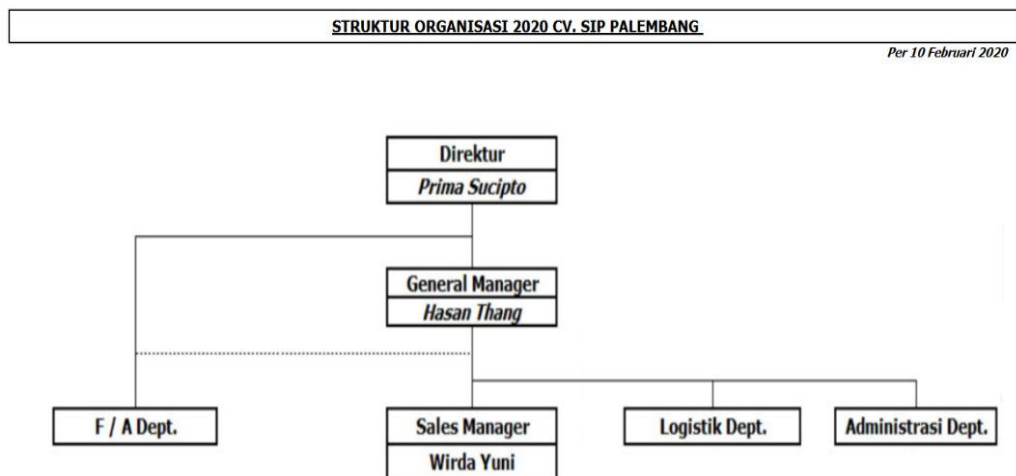 STRUKTUR ORGANISASI 2020 CV. SIP PALEMBANG
Per 10 Februari 2020
Direktur
Prima Sucipto
General Manager
Hasan Thang
F / A Dept.
Sales Manager
Wirda Yuni
Logistik Dept.
Administrasi Dept.